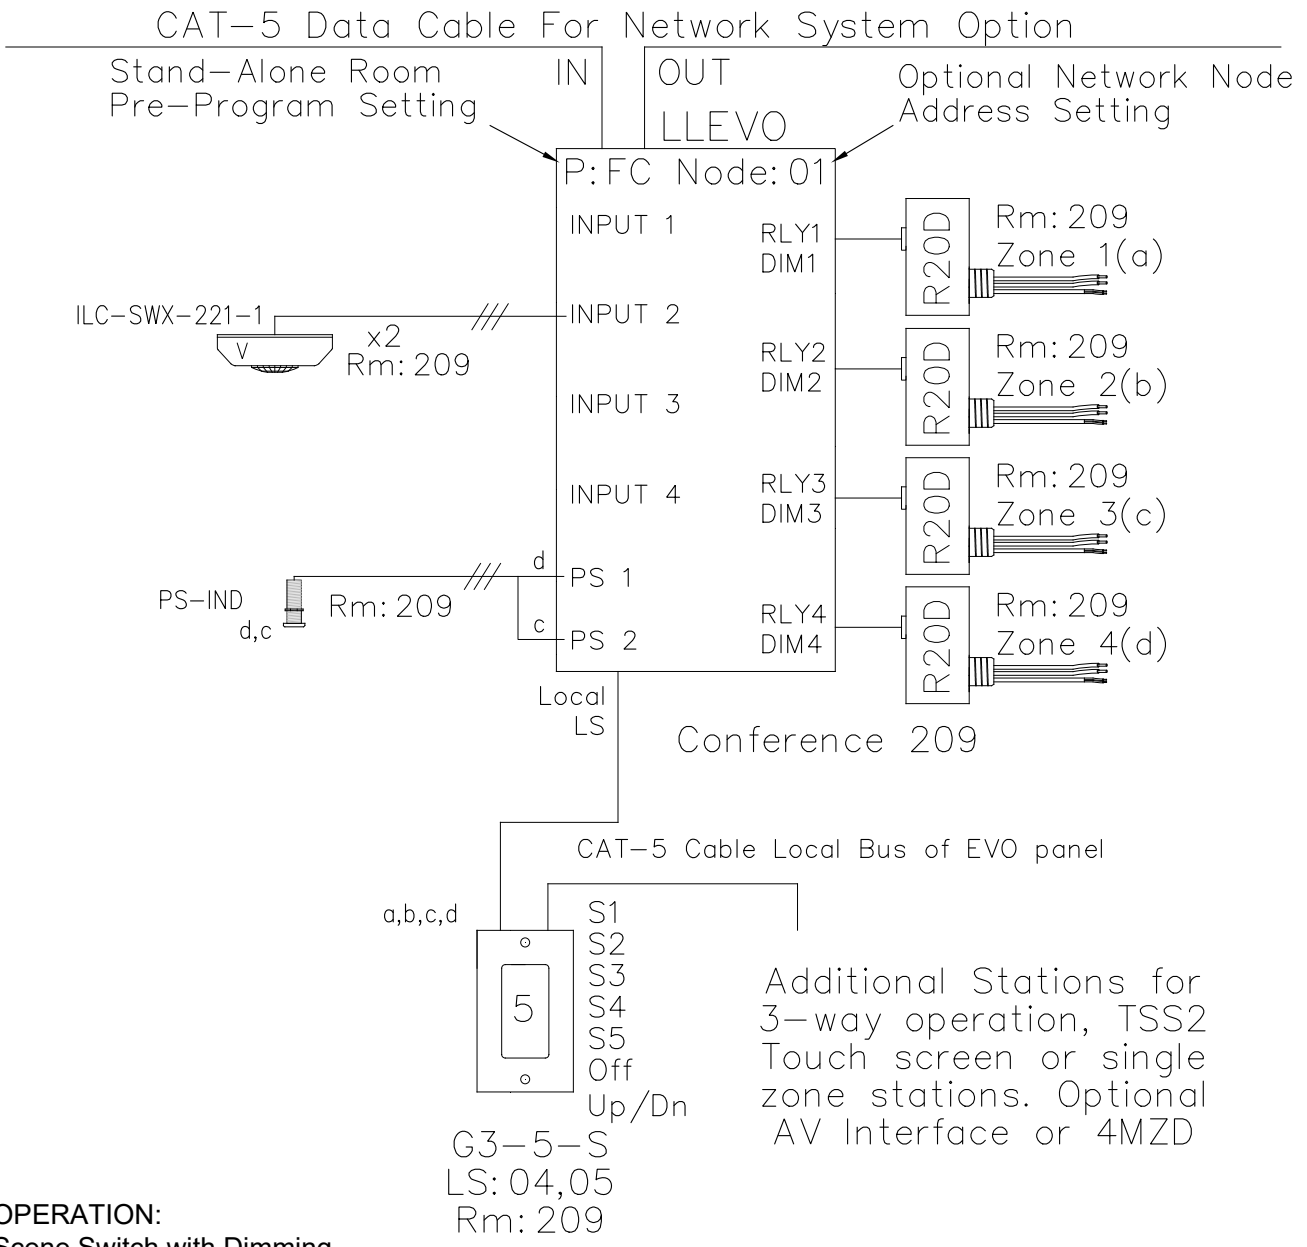 CAT-5 Data Cable For Network System Option
Stand-Alone Room
Pre-Program Setting
IN
OUT
Optional Network Node
Address Setting
LLEVO
P:FC Node:01
INPUT 1
INPUT 2
INPUT 3
INPUT 4
PS 1
PS 2
RLY1
DIM1
RLY2
DIM2
RLY3
DIM3
RLY4
DIM4
R20D
Rm:209
Zone 1(a)
R20D
Rm:209
Zone 2(b)
R20D
Rm:209
Zone 3(c)
R20D
Rm:209
Zone 4(d)
ILC-SWX-221-1
V
x2
Rm:209
PS-IND
d,c
Rm:209
d
c
Local
LS
Conference 209
CAT-5 Cable Local Bus of EVO panel
a,b,c,d
5
S1
S2
S3
S4
S5
Off
Up/Dn
G3-5-S
LS:04,05
Rm:209
Additional Stations for
3-way operation, TSS2
Touch screen or single
zone stations. Optional
AV Interface or 4MZD
OPERATION:
Scene Switch with Dimming